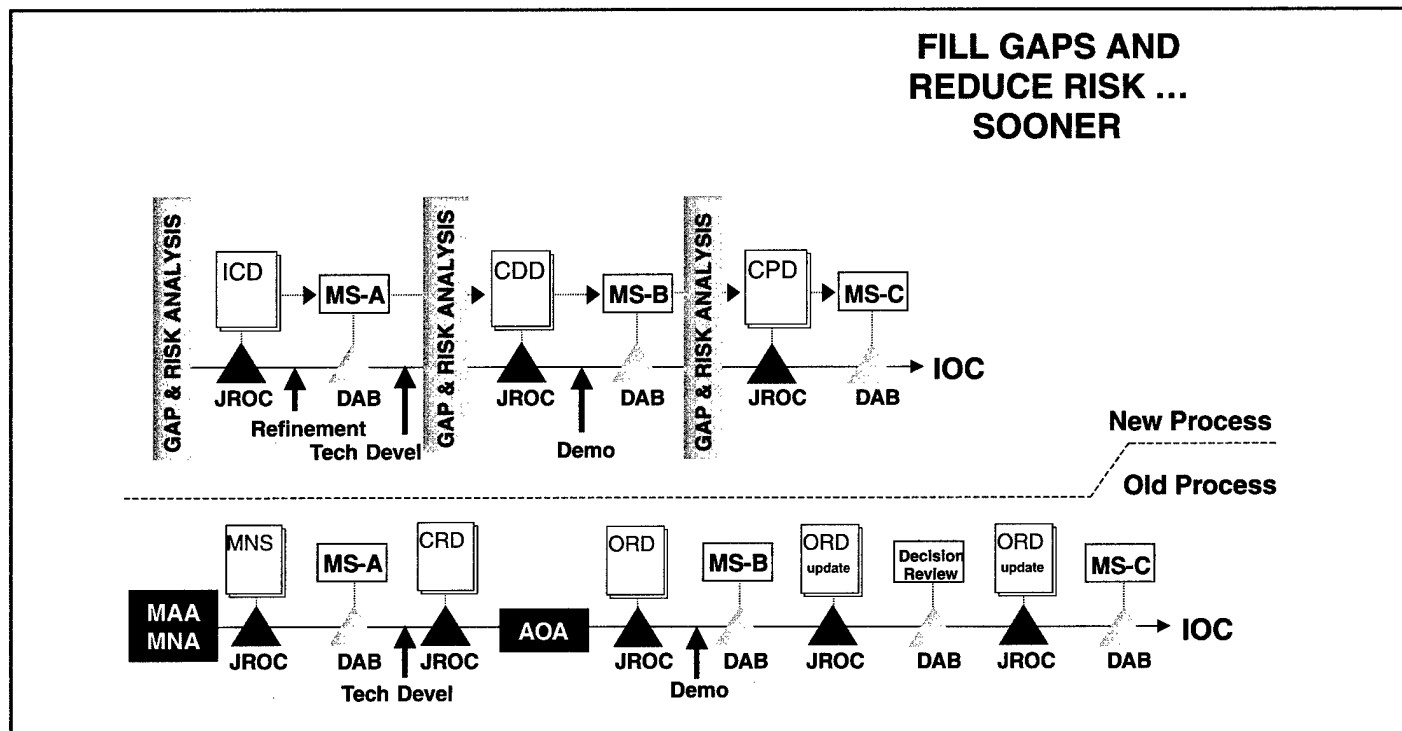 FILL GAPS AND
REDUCE RISK ...
SOONER
GAP & RISK ANALYSIS
ICD
MS-A
GAP & RISK ANALYSIS
CDD
MS-B
GAP & RISK ANALYSIS
CPD
MS-C
JROC
DAB
JROC
DAB
JROC
DAB
IOC
Refinement
Tech Devel
Demo
New Process
Old Process
MNS
MS-A
CRD
ORD
MS-B
ORD
update
Decision
Review
ORD
update
MS-C
MAA
MNA
AOA
IOC
JROC
DAB
JROC
JROC
DAB
JROC
DAB
JROC
DAB
Tech Devel
Demo